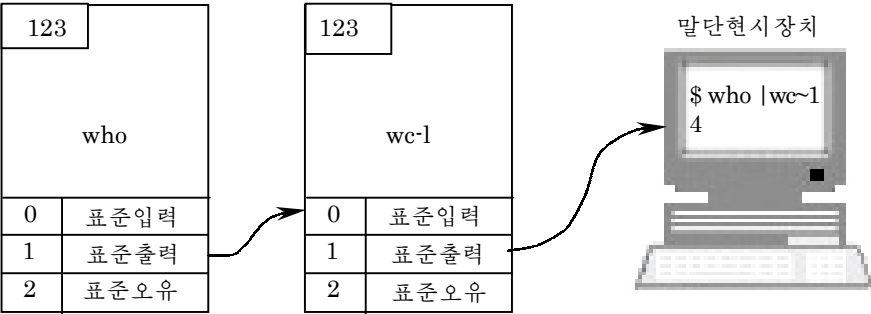 123
who
0 표준입력
1 표준출력
2 표준오유
123
wc-l
0 표준입력
1 표준출력
2 표준오유
말단현시장치
$ who |wc~1
4